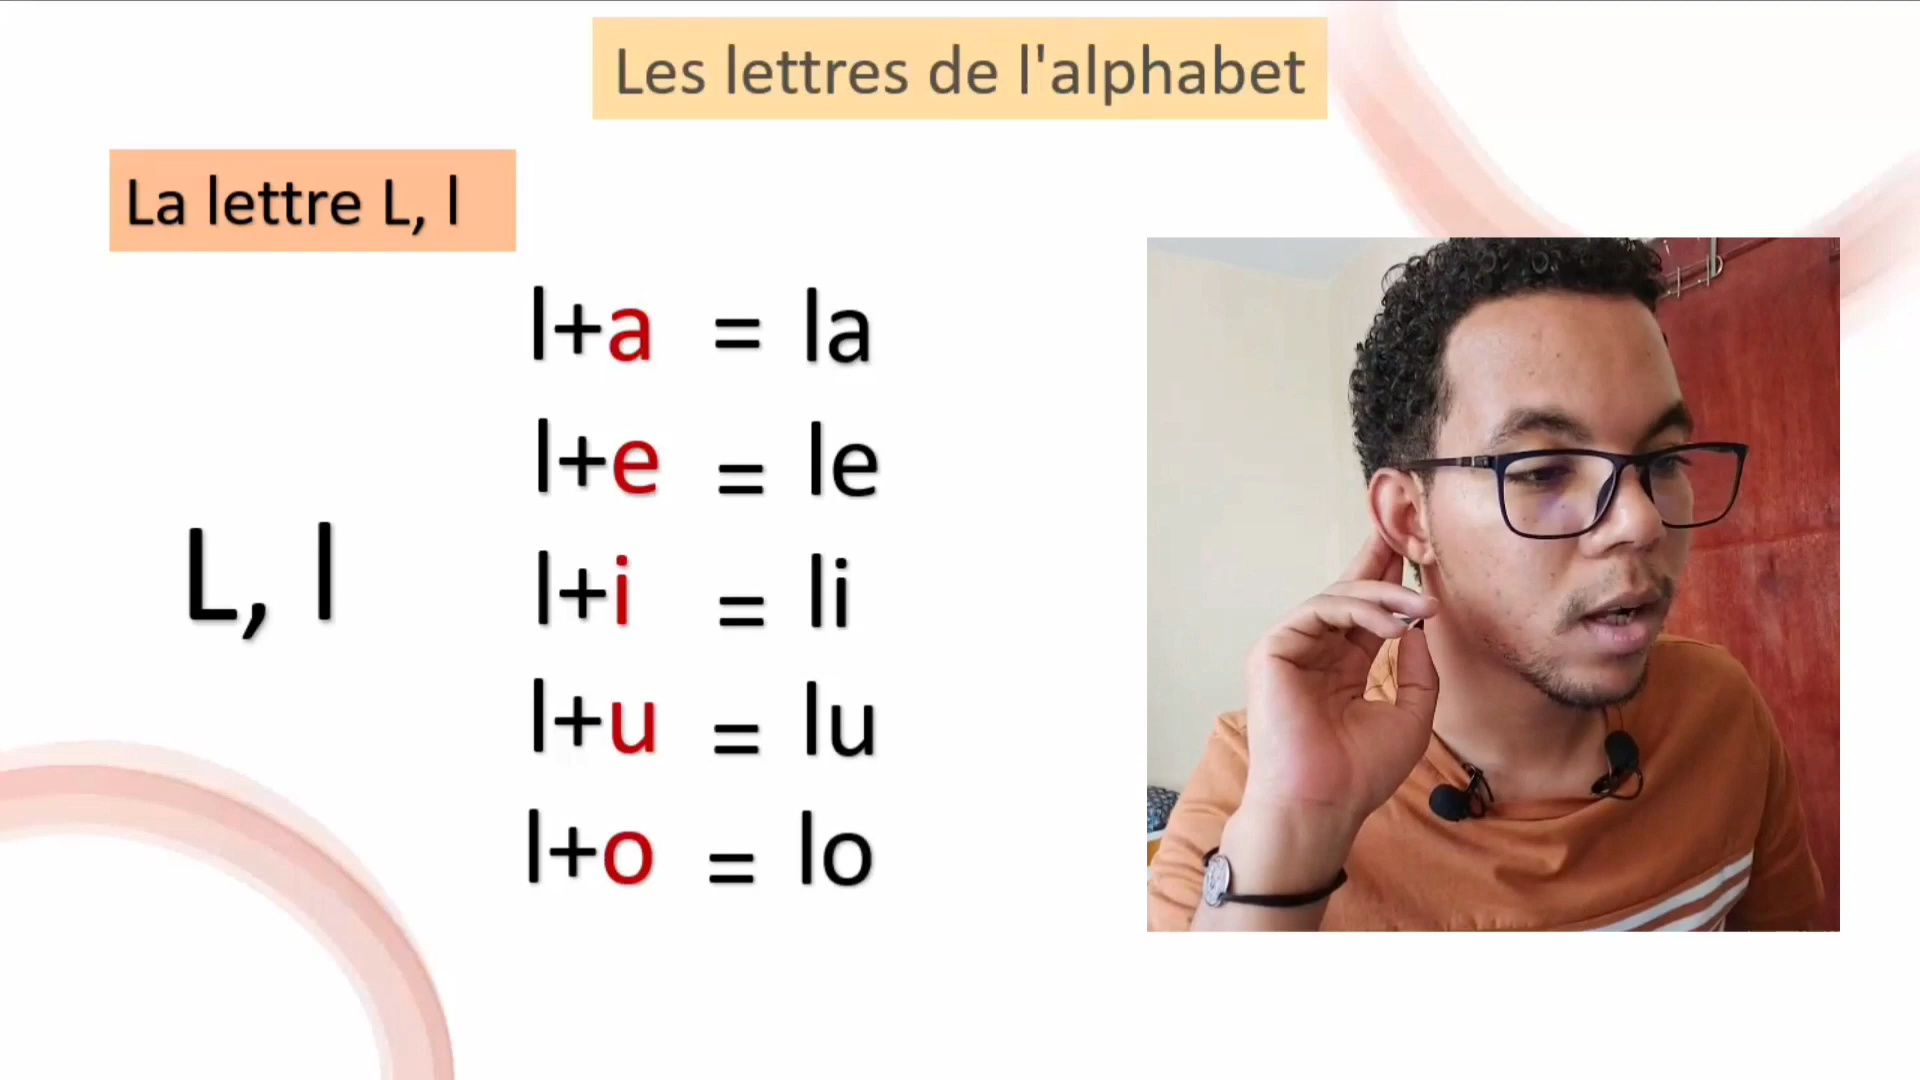 Les lettres de l'alphabet
La lettre L, l
l+a = la
l+e = le
L, l
l+i = li
l+u = lu
l+o = lo